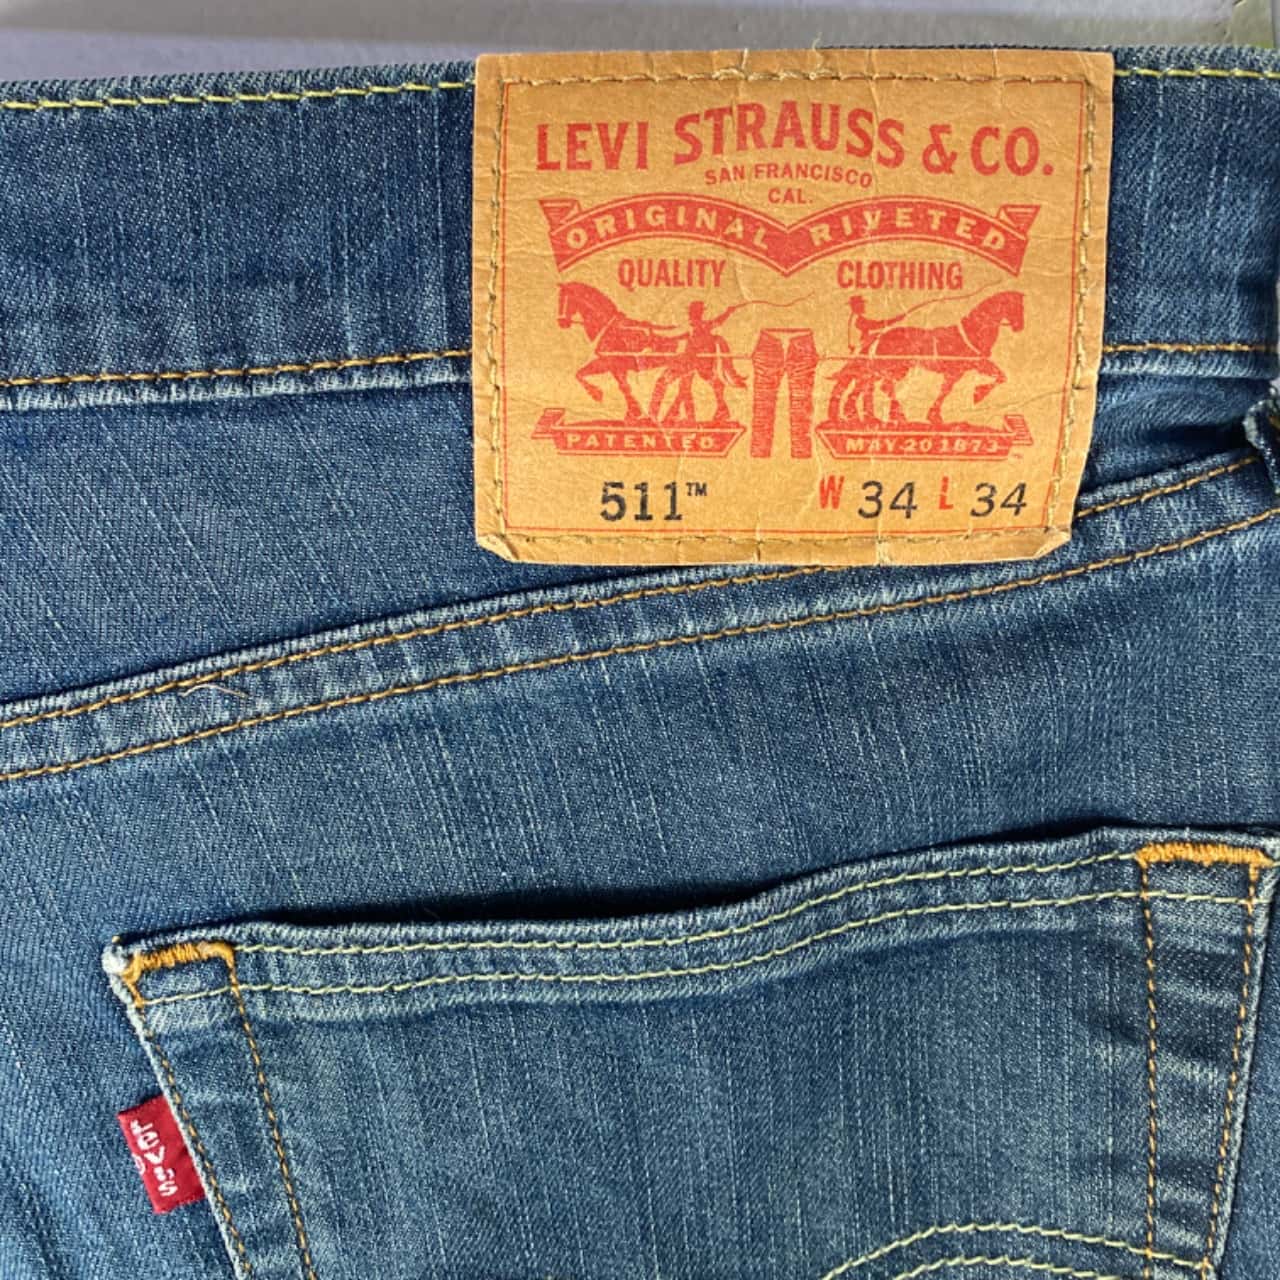 LEVI STRAUSS & CO.
SAN FRANCISCO
CAL.
ORIGINAL RIVETED
QUALITY CLOTHING
PATENTED MAY 20 1873
511™ W 34 L 34
LEVI'S